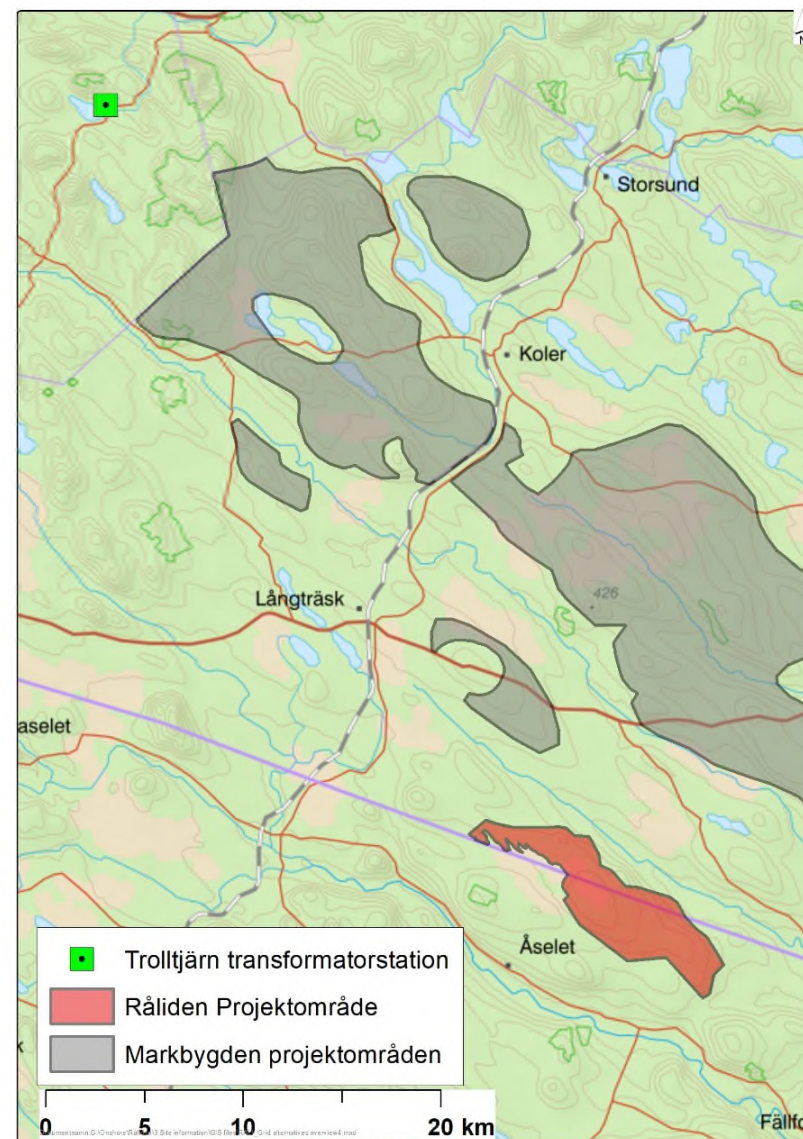 N
Storsund
Koler
426
Långträsk
aselet
Åselet
Trolltjärn transformatorstation
Råliden Projektområde
Markbygden projektområden
0 5 10 20 km
Fällfo